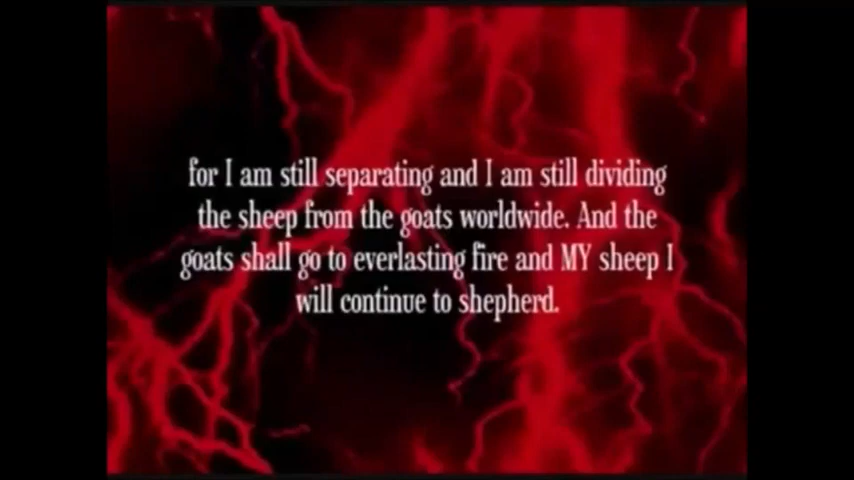 for I am still separating and I am still dividing
the sheep from the goats worldwide. And the
goats shall go to everlasting fire and MY sheep I
will continue to shepherd.